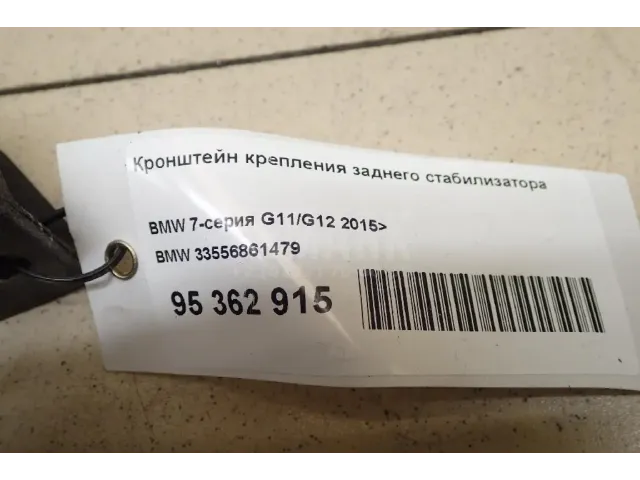 Кронштейн крепления заднего стабилизатора
BMW 7-серия G11/G12 2015>
BMW 33556861479
95 362 915